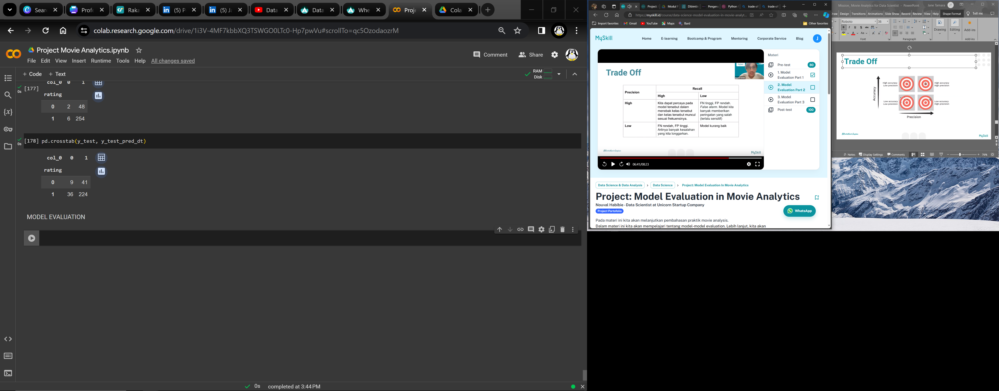 Sear
Profe
Raka
(5) P
(5) Ja
Data
Data
Whe
Proje
Cola
colab.research.google.com/drive/1i3V-4MF7kbbXQ3TSWGO0LTc0-Hp7pwVu#scrollTo=qc5OzodaozrM
Project Movie Analytics.ipynb
File Edit View Insert Runtime Tools Help All changes saved
Comment Share
+ Code + Text
RAM
Disk
col_0 0 1
[177]
0s
rating
0 2 48
1 6 254
[178] pd.crosstab(y_test, y_test_pred_dt)
0s
col_0 0 1
rating
0 9 41
1 36 224
MODEL EVALUATION
0s completed at 3:44 PM
Project:
Modul P
Dibimbi
Pengen
Python
trade of
trade of
https://myskill.id/course/data-science-model-evaluation-in-movie-analyt...
Import favorites Gmail YouTube Maps Bard Other favorites
MySkill
Home E-learning Bootcamp & Program Mentoring Corporate Service Blog J
Trade Off
Precision
Recall
High Low
High
Kita dapat percaya pada
model tersebut dalam
menebak kelas tersebut
dan kelas tersebut muncul
sesuai frekuensinya.
FN tinggi, FP rendah.
False alarm. Model kita
banyak memberikan
peringatan yang salah
(terlalu sensitif)
Low
FN rendah, FP tinggi.
Artinya banyak kesalahan
yang kita longgarkan.
Model kurang baik
#RintisKarirImpian
MySkill
06:41/08:23
Materi
Pre-test 80
1. Model
Evaluation Part 1
2. Model
Evaluation Part 2
3. Model
Evaluation Part 3
Post-test 100
Data Science & Data Analysis > Data Science > Project: Model Evaluation In Movie Analytics
Project: Model Evaluation in Movie Analytics
Nouval Habibie - Data Scientist at Unicorn Startup Company
Project Portofolio
WhatsApp
Pada materi ini kita akan melanjutkan pembahasan praktik movie analysis.
Dalam materi ini kita akan mempelajari tentang model-model evaluation. Lebih lanjut, kita akan
Mission_ Movie Analytics for Data Scientist - PowerPoint
Jane Tamara JT
Draw Design Transitions Animations Slide Show Record Review View Help Shape Format Tell me
Roboto 36
Drawing Editing Add-ins
Font Paragraph Add-ins
Trade Off
Accuracy
High accuracy
Low precision
High accuracy
High precision
Low accuracy
Low precision
Low accuracy
High precision
Precision
#RintisKarirImpian
MySkill
Notes Display Settings Comments 76%